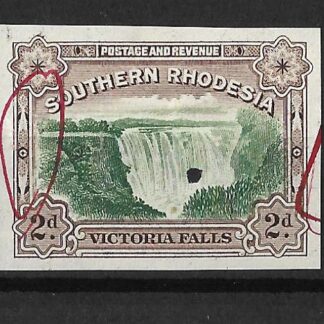 POSTAGE AND REVENUE
SOUTHERN RHODESIA
2d. 2d.
VICTORIA FALLS